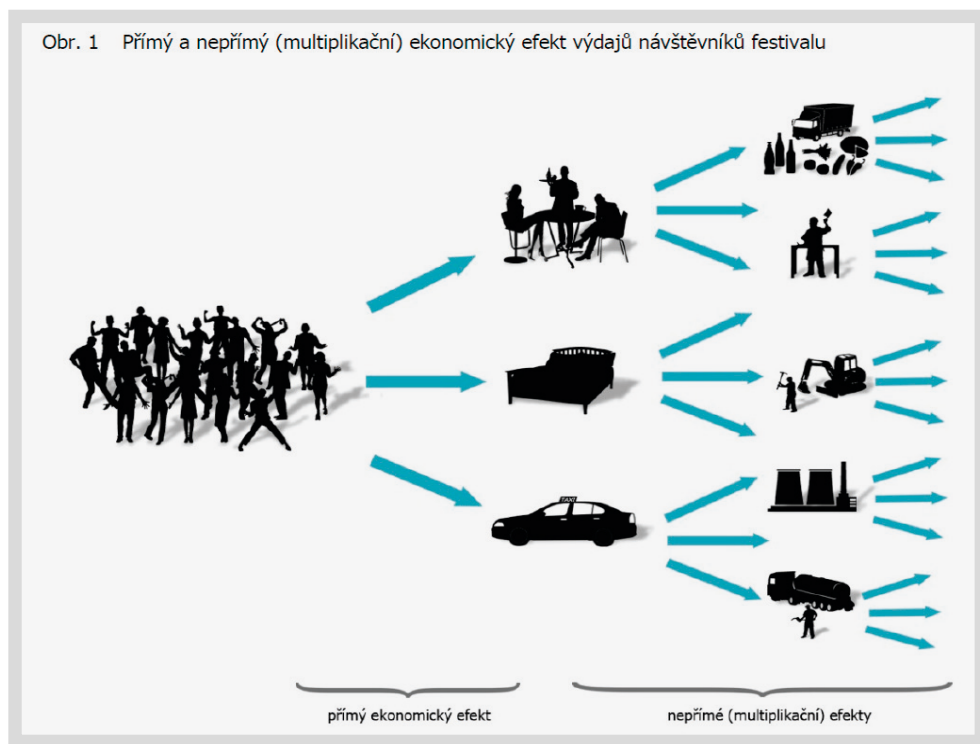 Obr. 1 Přímý a nepřímý (multiplikační) ekonomický efekt výdajů návštěvníků festivalu
TAXI
přímý ekonomický efekt
nepřímé (multiplikační) efekty